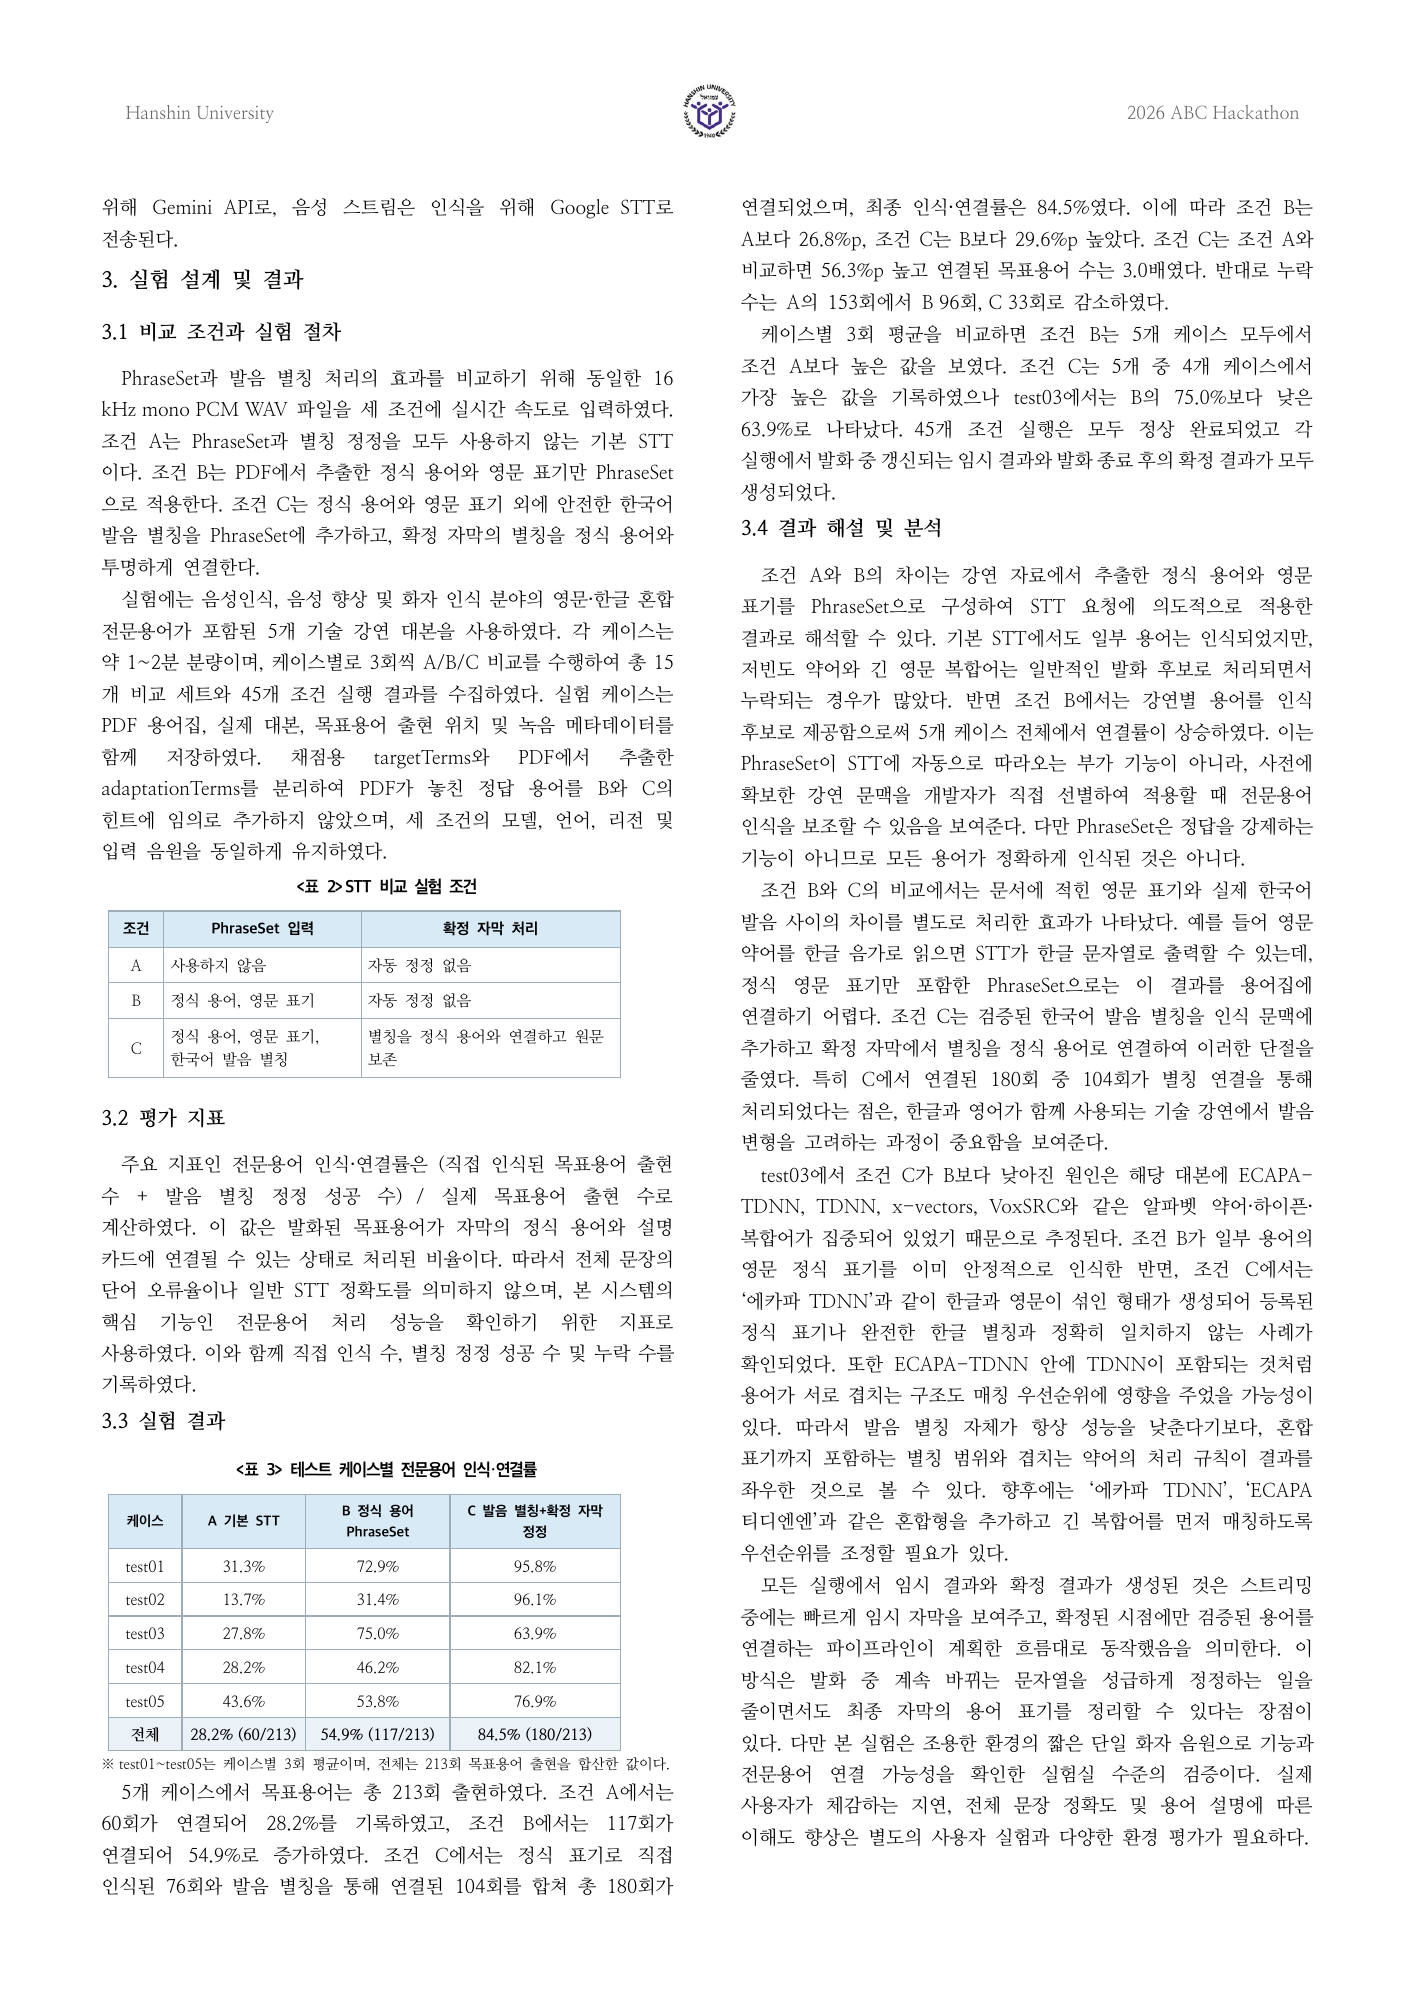 Hanshin University
HANSHIN UNIVERSITY
1940
2026 ABC Hackathon
위해 Gemini API로, 음성 스트림은 인식을 위해 Google STT로
전송된다.
3. 실험 설계 및 결과
3.1 비교 조건과 실험 절차
PhraseSet과 발음 별칭 처리의 효과를 비교하기 위해 동일한 16
kHz mono PCM WAV 파일을 세 조건에 실시간 속도로 입력하였다.
조건 A는 PhraseSet과 별칭 정정을 모두 사용하지 않는 기본 STT
이다. 조건 B는 PDF에서 추출한 정식 용어와 영문 표기만 PhraseSet
으로 적용한다. 조건 C는 정식 용어와 영문 표기 외에 안전한 한국어
발음 별칭을 PhraseSet에 추가하고, 확정 자막의 별칭을 정식 용어와
투명하게 연결한다.
실험에는 음성인식, 음성 향상 및 화자 인식 분야의 영문·한글 혼합
전문용어가 포함된 5개 기술 강연 대본을 사용하였다. 각 케이스는
약 1~2분 분량이며, 케이스별로 3회씩 A/B/C 비교를 수행하여 총 15
개 비교 세트와 45개 조건 실행 결과를 수집하였다. 실험 케이스는
PDF 용어집, 실제 대본, 목표용어 출현 위치 및 녹음 메타데이터를
함께 저장하였다. 채점용 targetTerms와 PDF에서 추출한
adaptationTerms를 분리하여 PDF가 놓친 정답 용어를 B와 C의
힌트에 임의로 추가하지 않았으며, 세 조건의 모델, 언어, 리전 및
입력 음원을 동일하게 유지하였다.
<표 2> STT 비교 실험 조건
조건 PhraseSet 입력 확정 자막 처리
A 사용하지 않음 자동 정정 없음
B 정식 용어, 영문 표기 자동 정정 없음
C 정식 용어, 영문 표기, 한국어 발음 별칭 별칭을 정식 용어와 연결하고 원문 보존
3.2 평가 지표
주요 지표인 전문용어 인식·연결률은 (직접 인식된 목표용어 출현
수 + 발음 별칭 정정 성공 수) / 실제 목표용어 출현 수로
계산하였다. 이 값은 발화된 목표용어가 자막의 정식 용어와 설명
카드에 연결될 수 있는 상태로 처리된 비율이다. 따라서 전체 문장의
단어 오류율이나 일반 STT 정확도를 의미하지 않으며, 본 시스템의
핵심 기능인 전문용어 처리 성능을 확인하기 위한 지표로
사용하였다. 이와 함께 직접 인식 수, 별칭 정정 성공 수 및 누락 수를
기록하였다.
3.3 실험 결과
<표 3> 테스트 케이스별 전문용어 인식·연결률
케이스 A 기본 STT B 정식 용어 PhraseSet C 발음 별칭+확정 자막 정정
test01 31.3% 72.9% 95.8%
test02 13.7% 31.4% 96.1%
test03 27.8% 75.0% 63.9%
test04 28.2% 46.2% 82.1%
test05 43.6% 53.8% 76.9%
전체 28.2% (60/213) 54.9% (117/213) 84.5% (180/213)
※ test01~test05는 케이스별 3회 평균이며, 전체는 213회 목표용어 출현을 합산한 값이다.
5개 케이스에서 목표용어는 총 213회 출현하였다. 조건 A에서는
60회가 연결되어 28.2%를 기록하였고, 조건 B에서는 117회가
연결되어 54.9%로 증가하였다. 조건 C에서는 정식 표기로 직접
인식된 76회와 발음 별칭을 통해 연결된 104회를 합쳐 총 180회가
연결되었으며, 최종 인식·연결률은 84.5%였다. 이에 따라 조건 B는
A보다 26.8%p, 조건 C는 B보다 29.6%p 높았다. 조건 C는 조건 A와
비교하면 56.3%p 높고 연결된 목표용어 수는 3.0배였다. 반대로 누락
수는 A의 153회에서 B 96회, C 33회로 감소하였다.
케이스별 3회 평균을 비교하면 조건 B는 5개 케이스 모두에서
조건 A보다 높은 값을 보였다. 조건 C는 5개 중 4개 케이스에서
가장 높은 값을 기록하였으나 test03에서는 B의 75.0%보다 낮은
63.9%로 나타났다. 45개 조건 실행은 모두 정상 완료되었고 각
실행에서 발화 중 갱신되는 임시 결과와 발화 종료 후의 확정 결과가 모두
생성되었다.
3.4 결과 해설 및 분석
조건 A와 B의 차이는 강연 자료에서 추출한 정식 용어와 영문
표기를 PhraseSet으로 구성하여 STT 요청에 의도적으로 적용한
결과로 해석할 수 있다. 기본 STT에서도 일부 용어는 인식되었지만,
저빈도 약어와 긴 영문 복합어는 일반적인 발화 후보로 처리되면서
누락되는 경우가 많았다. 반면 조건 B에서는 강연별 용어를 인식
후보로 제공함으로써 5개 케이스 전체에서 연결률이 상승하였다. 이는
PhraseSet이 STT에 자동으로 따라오는 부가 기능이 아니라, 사전에
확보한 강연 문맥을 개발자가 직접 선별하여 적용할 때 전문용어
인식을 보조할 수 있음을 보여준다. 다만 PhraseSet은 정답을 강제하는
기능이 아니므로 모든 용어가 정확하게 인식된 것은 아니다.
조건 B와 C의 비교에서는 문서에 적힌 영문 표기와 실제 한국어
발음 사이의 차이를 별도로 처리한 효과가 나타났다. 예를 들어 영문
약어를 한글 음가로 읽으면 STT가 한글 문자열로 출력할 수 있는데,
정식 영문 표기만 포함한 PhraseSet으로는 이 결과를 용어집에
연결하기 어렵다. 조건 C는 검증된 한국어 발음 별칭을 인식 문맥에
추가하고 확정 자막에서 별칭을 정식 용어로 연결하여 이러한 단절을
줄였다. 특히 C에서 연결된 180회 중 104회가 별칭 연결을 통해
처리되었다는 점은, 한글과 영어가 함께 사용되는 기술 강연에서 발음
변형을 고려하는 과정이 중요함을 보여준다.
test03에서 조건 C가 B보다 낮아진 원인은 해당 대본에 ECAPA-
TDNN, TDNN, x-vectors, VoxSRC와 같은 알파벳 약어·하이픈·
복합어가 집중되어 있었기 때문으로 추정된다. 조건 B가 일부 용어의
영문 정식 표기를 이미 안정적으로 인식한 반면, 조건 C에서는
‘에카파 TDNN’과 같이 한글과 영문이 섞인 형태가 생성되어 등록된
정식 표기나 완전한 한글 별칭과 정확히 일치하지 않는 사례가
확인되었다. 또한 ECAPA-TDNN 안에 TDNN이 포함되는 것처럼
용어가 서로 겹치는 구조도 매칭 우선순위에 영향을 주었을 가능성이
있다. 따라서 발음 별칭 자체가 항상 성능을 낮춘다기보다, 혼합
표기까지 포함하는 별칭 범위와 겹치는 약어의 처리 규칙이 결과를
좌우한 것으로 볼 수 있다. 향후에는 ‘에카파 TDNN’, ‘ECAPA
티디엔엔’과 같은 혼합형을 추가하고 긴 복합어를 먼저 매칭하도록
우선순위를 조정할 필요가 있다.
모든 실행에서 임시 결과와 확정 결과가 생성된 것은 스트리밍
중에는 빠르게 임시 자막을 보여주고, 확정된 시점에만 검증된 용어를
연결하는 파이프라인이 계획한 흐름대로 동작했음을 의미한다. 이
방식은 발화 중 계속 바뀌는 문자열을 성급하게 정정하는 일을
줄이면서도 최종 자막의 용어 표기를 정리할 수 있다는 장점이
있다. 다만 본 실험은 조용한 환경의 짧은 단일 화자 음원으로 기능과
전문용어 연결 가능성을 확인한 실험실 수준의 검증이다. 실제
사용자가 체감하는 지연, 전체 문장 정확도 및 용어 설명에 따른
이해도 향상은 별도의 사용자 실험과 다양한 환경 평가가 필요하다.